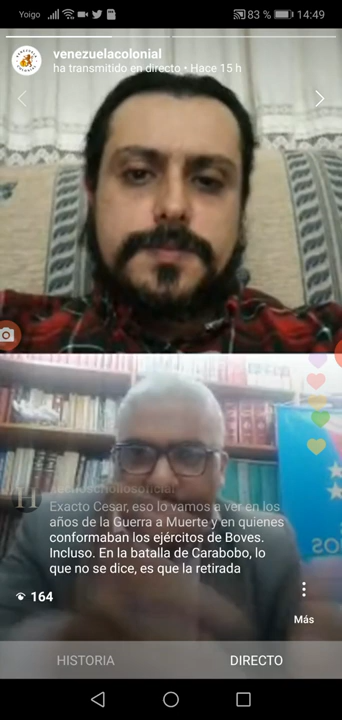 Yoigo 83 % 14:49
venezuelacolonial
ha transmitido en directo • Hace 15 h
Exacto Cesar, eso lo vamos a ver en los
años de la Guerra a Muerte y en quienes
conformaban los ejércitos de Boves.
Incluso. En la batalla de Carabobo, lo
que no se dice, es que la retirada
164
Más
HISTORIA DIRECTO